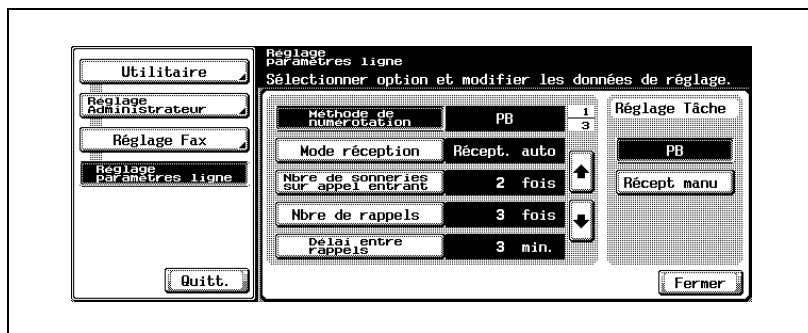 Utilitaire
Réglage
Administrateur
Réglage Fax
Réglage
paramètres ligne
Quitt.
Réglage
paramètres ligne
Sélectionner option et modifier les données de réglage.
Méthode de
numérotation
PB
1
3
Mode réception
Récept. auto
Nbre de sonneries
sur appel entrant
2 fois
Nbre de rappels
3 fois
Délai entre
rappels
3 min.
Réglage Tâche
PB
Récept manu
Fermer